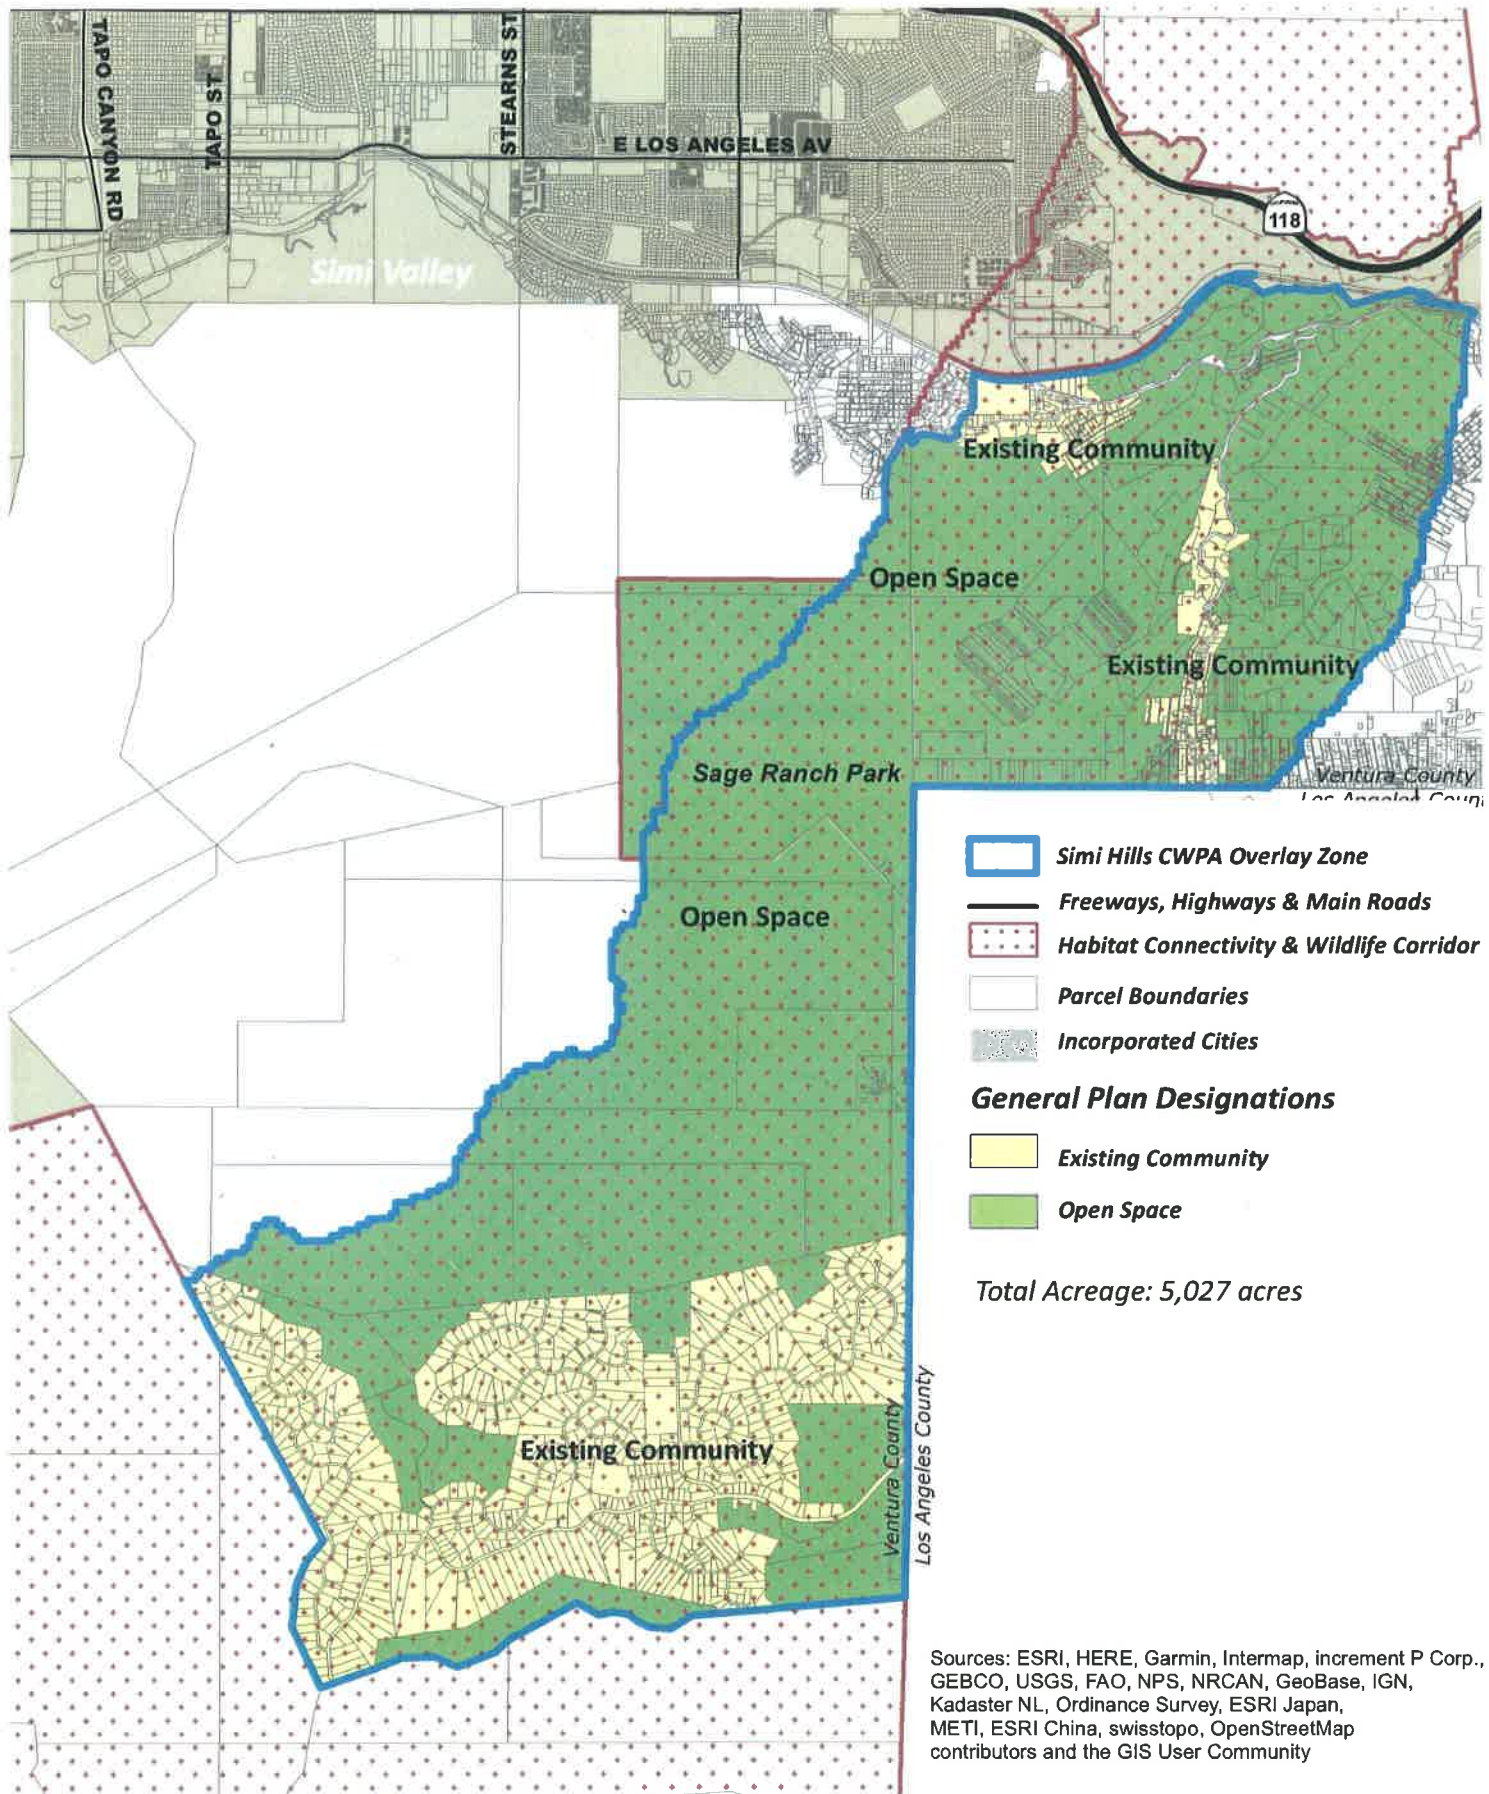 TAPO CANYON RD
TAPO ST
STEARNS ST
E LOS ANGELES AV
118
Simi Valley
Existing Community
Open Space
Existing Community
Sage Ranch Park
Ventura County
Los Angeles Coun
Simi Hills CWPA Overlay Zone
Freeways, Highways & Main Roads
Habitat Connectivity & Wildlife Corridor
Parcel Boundaries
Incorporated Cities
General Plan Designations
Existing Community
Open Space
Total Acreage: 5,027 acres
Open Space
Existing Community
Ventura County
Los Angeles County
Sources: ESRI, HERE, Garmin, Intermap, increment P Corp.,
GEBCO, USGS, FAO, NPS, NRCAN, GeoBase, IGN,
Kadaster NL, Ordinance Survey, ESRI Japan,
METI, ESRI China, swisstopo, OpenStreetMap
contributors and the GIS User Community